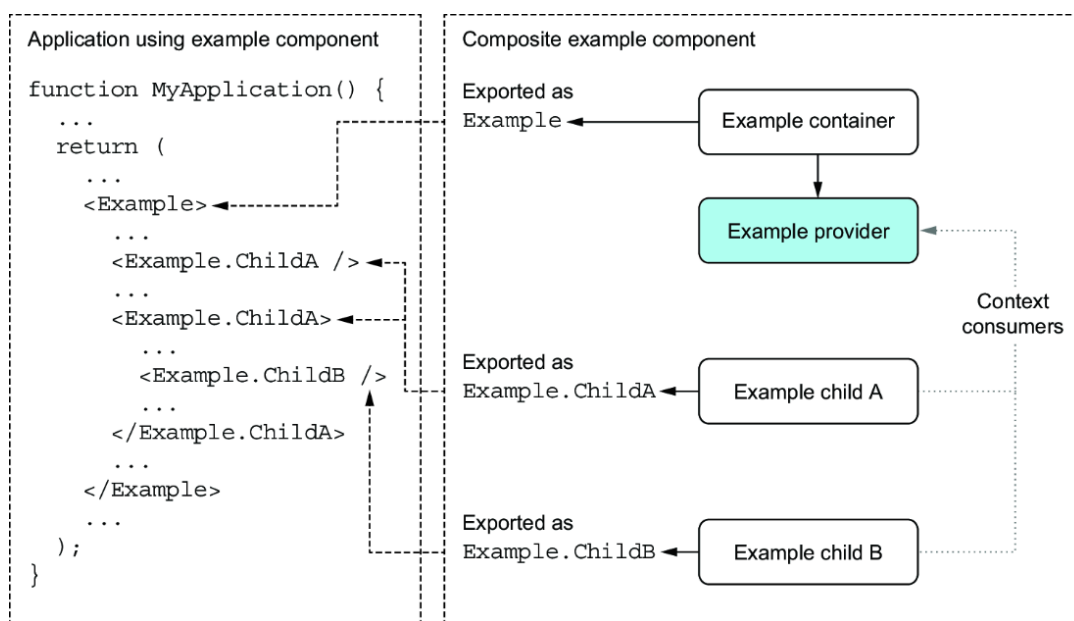 Application using example component
function MyApplication() {
...
return (
...
<Example>
...
<Example.ChildA />
...
<Example.ChildA>
...
<Example.ChildB />
...
</Example.ChildA>
...
</Example>
...
);
}
Composite example component
Exported as
Example
Example container
Example provider
Context
consumers
Exported as
Example.ChildA
Example child A
Exported as
Example.ChildB
Example child B